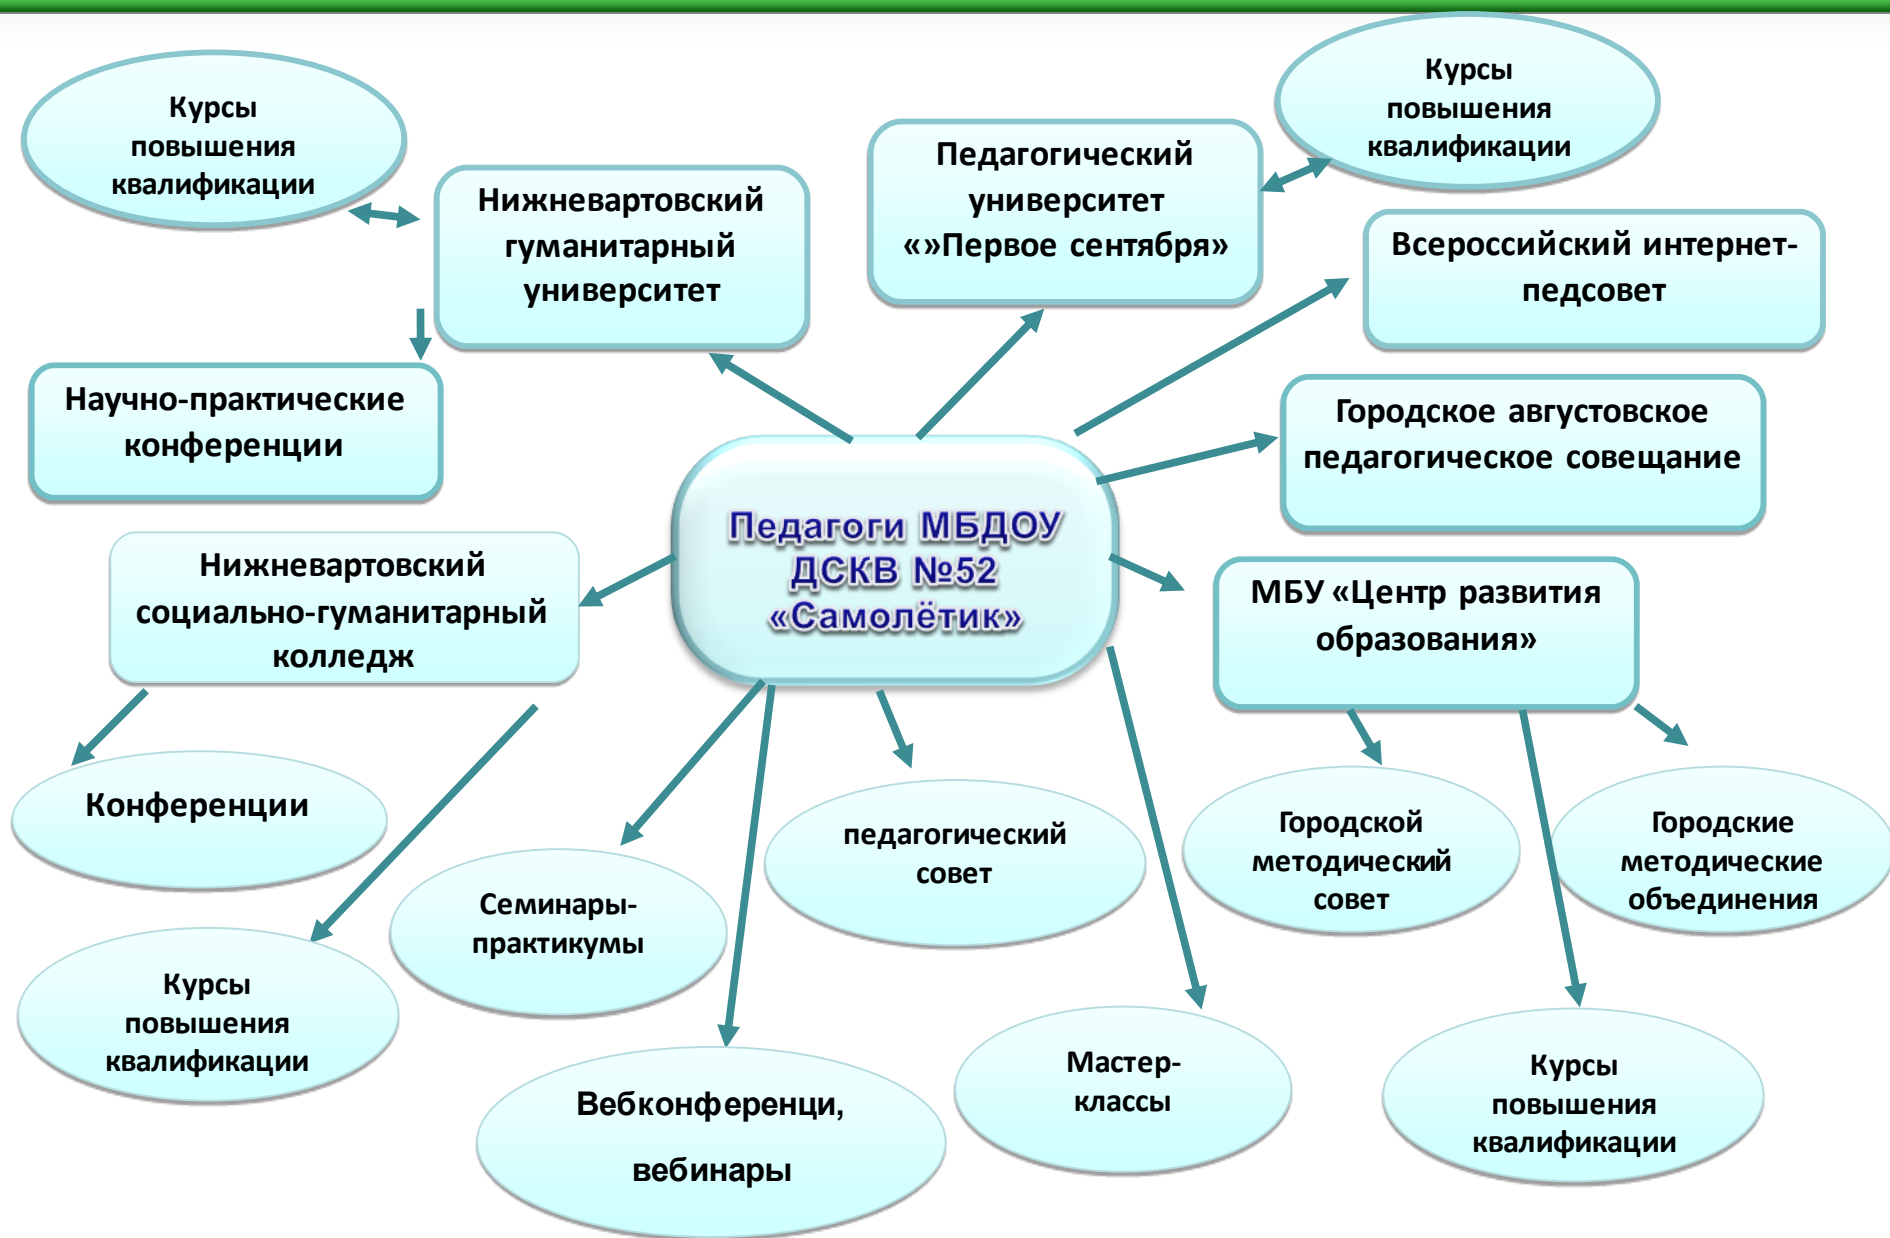 Курсы
повышения
квалификации
Нижневартовский
гуманитарный
университет
Педагогический
университет
«»Первое сентября»
Курсы
повышения
квалификации
Всероссийский интернет-
педсовет
Научно-практические
конференции
Городское августовское
педагогическое совещание
Педагоги МБДОУ
ДСКВ №52
«Самолётик»
Нижневартовский
социально-гуманитарный
колледж
МБУ «Центр развития
образования»
Конференции
Курсы
повышения
квалификации
Семинары-
практикумы
педагогический
совет
Городской
методический
совет
Городские
методические
объединения
Вебконференци,
вебинары
Мастер-
классы
Курсы
повышения
квалификации